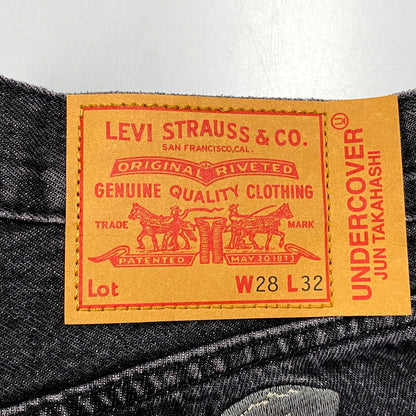 LEVI STRAUSS & CO.
SAN FRANCISCO, CAL.
ORIGINAL RIVETED
GENUINE QUALITY CLOTHING
TRADE MARK
PATENTED MAY 20 1873
Lot W28 L32
UNDERCOVER
JUN TAKAHASHI